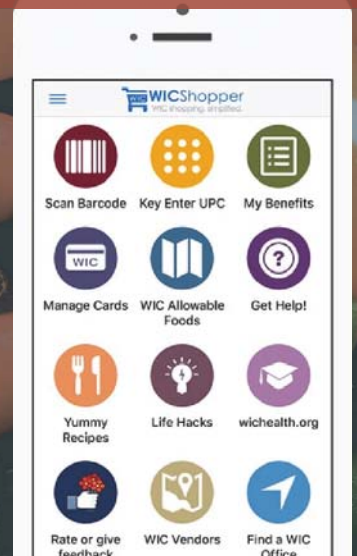 WIC WICShopper
WIC shopping. simplified.
Scan Barcode Key Enter UPC My Benefits
WIC
Manage Cards WIC Allowable Get Help!
Foods
?
Yummy Life Hacks wichealth.org
Recipes
Rate or give WIC Vendors Find a WIC
feedback Office